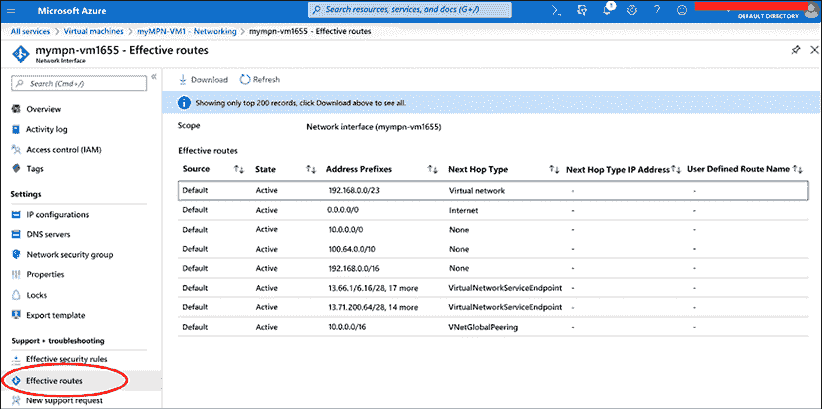 Microsoft Azure
Search resources, services, and docs (G+/)
1
DEFAULT DIRECTORY
All services > Virtual machines > myMPN-VM1 - Networking > mympn-vm1655 - Effective routes
mympn-vm1655 - Effective routes
Network Interface
Search (Cmd+/)
Overview
Activity log
Access control (IAM)
Tags
Settings
IP configurations
DNS servers
Network security group
Properties
Locks
Export template
Support + troubleshooting
Effective security rules
Effective routes
New support request
Download Refresh
Showing only top 200 records, click Download above to see all.
Scope Network interface (mympn-vm1655)
Effective routes
Source State Address Prefixes Next Hop Type Next Hop Type IP Address User Defined Route Name
Default Active 192.168.0.0/23 Virtual network - -
Default Active 0.0.0.0/0 Internet - -
Default Active 10.0.0.0/0 None - -
Default Active 100.64.0.0/10 None - -
Default Active 192.168.0.0/16 None - -
Default Active 13.66.1/6.16/28, 17 more VirtualNetworkServiceEndpoint - -
Default Active 13.71.200.64/28, 14 more VirtualNetworkServiceEndpoint - -
Default Active 10.0.0.0/16 VNetGlobalPeering - -